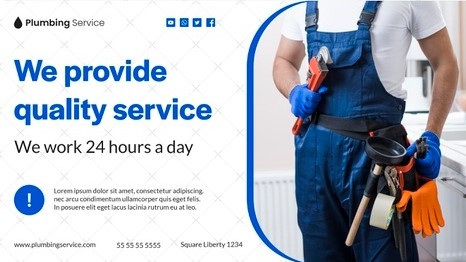 Plumbing Service
We provide
quality service
We work 24 hours a day
!
Lorem ipsum dolor sit amet, consectetur adipiscing.
nec arcu condimentum ullamcorper quis eget felis.
In posuere elit eget lacus lacinia rutrum eu at leo.
www.plumbingservice.com 55 55 55 5555 Square Liberty 1234